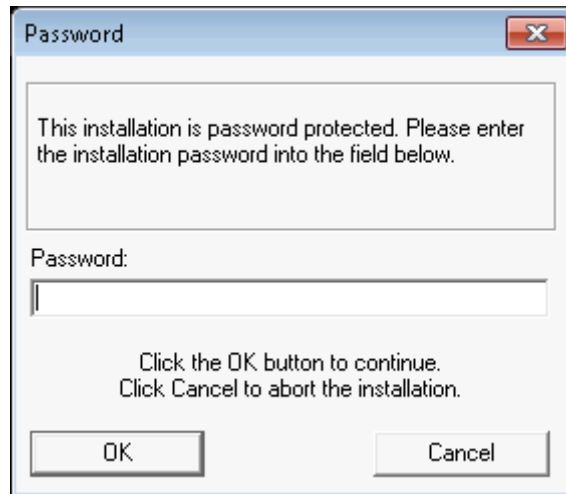 Password
This installation is password protected. Please enter
the installation password into the field below.
Password:
Click the OK button to continue.
Click Cancel to abort the installation.
OK
Cancel